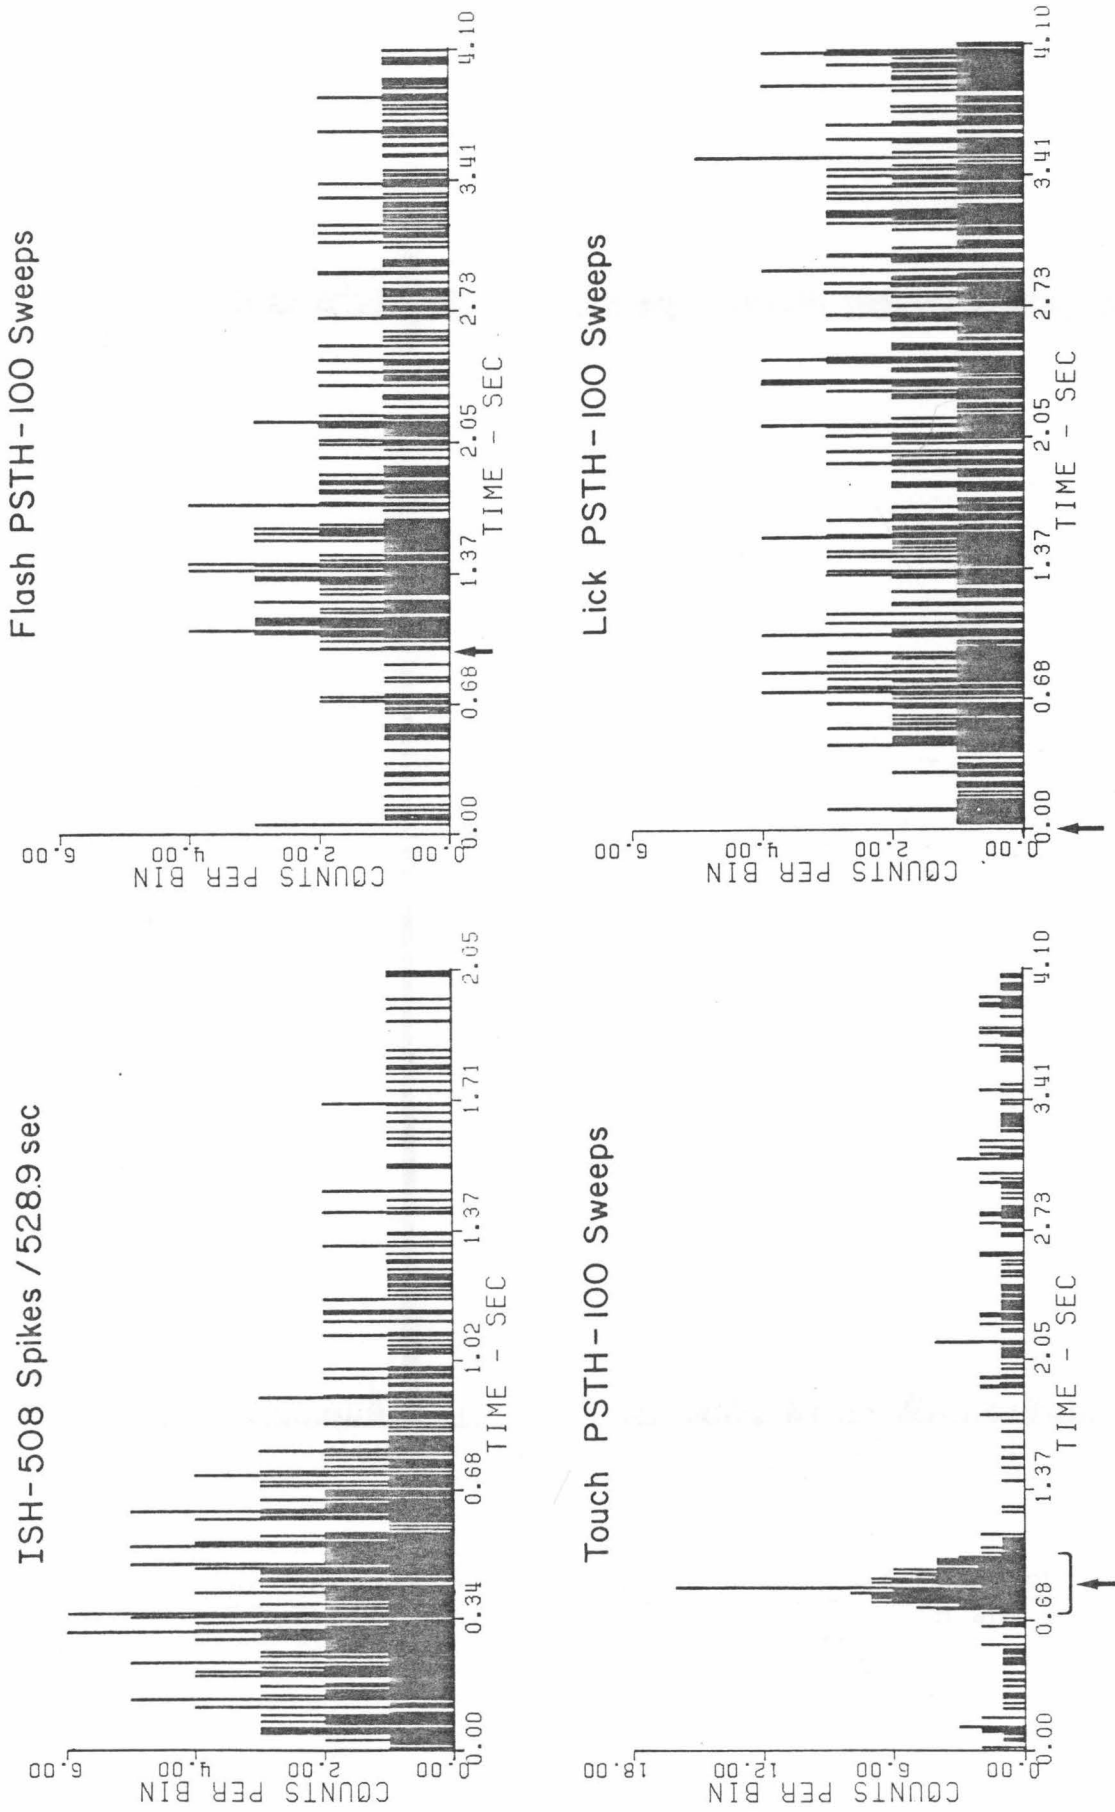 ISH-508 Spikes /528.9 sec
COUNTS PER BIN
6.00
4.00
2.00
0.00
0.00 0.34 0.68 1.02 1.37 1.71 2.05
TIME - SEC
Flash PSTH-100 Sweeps
COUNTS PER BIN
6.00
4.00
2.00
0.00
0.00 0.68 1.37 2.05 2.73 3.41 4.10
TIME - SEC
Touch PSTH-100 Sweeps
COUNTS PER BIN
18.00
12.00
6.00
0.00
0.00 0.68 1.37 2.05 2.73 3.41 4.10
TIME - SEC
Lick PSTH-100 Sweeps
COUNTS PER BIN
6.00
4.00
2.00
0.00
0.00 0.68 1.37 2.05 2.73 3.41 4.10
TIME - SEC